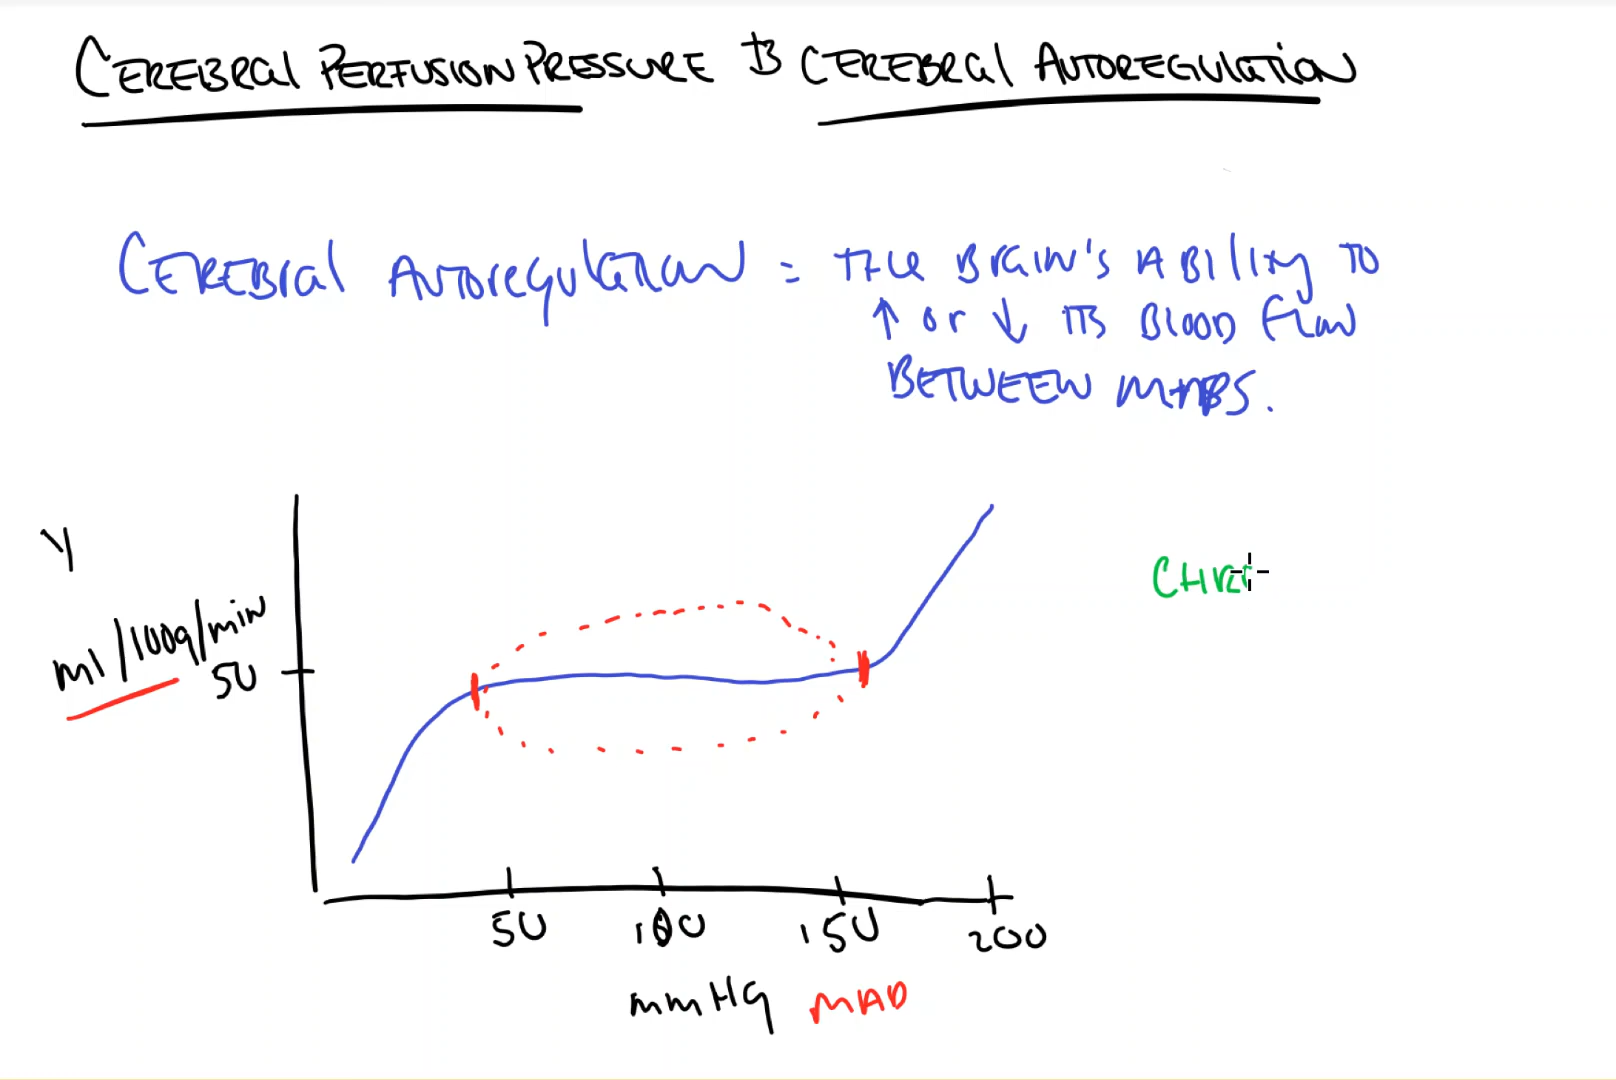 CEREBRAL PERFUSION PRESSURE & CEREBRAL AUTOREGULATION
CEREBRAL AUTOREGULATION = THE BRAIN'S ABILITY TO
↑ or ↓ ITS BLOOD FLOW
BETWEEN MAPS.
Y
ml/100g/min
50
50 100 150 200
mmHg MAP